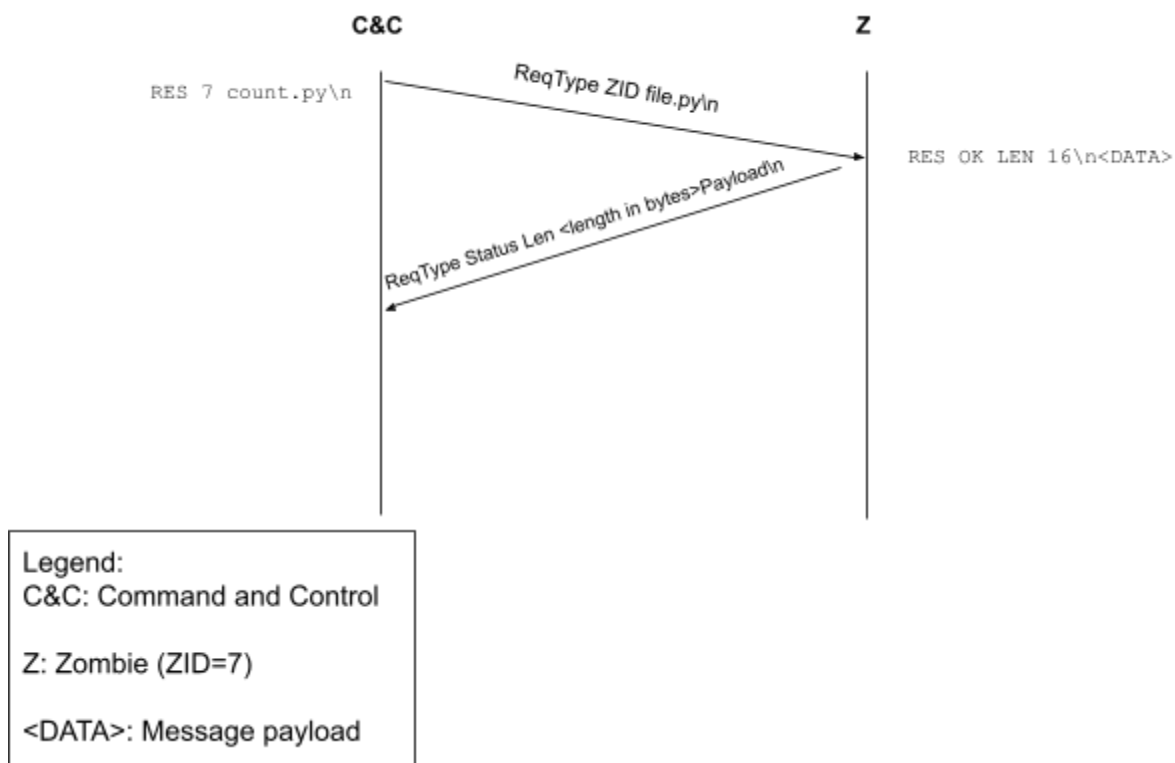 C&C
Z
ReqType ZID file.py\n
RES 7 count.py\n
RES OK LEN 16\n<DATA>
ReqType Status Len <length in bytes>Payload\n
Legend:
C&C: Command and Control
Z: Zombie (ZID=7)
<DATA>: Message payload